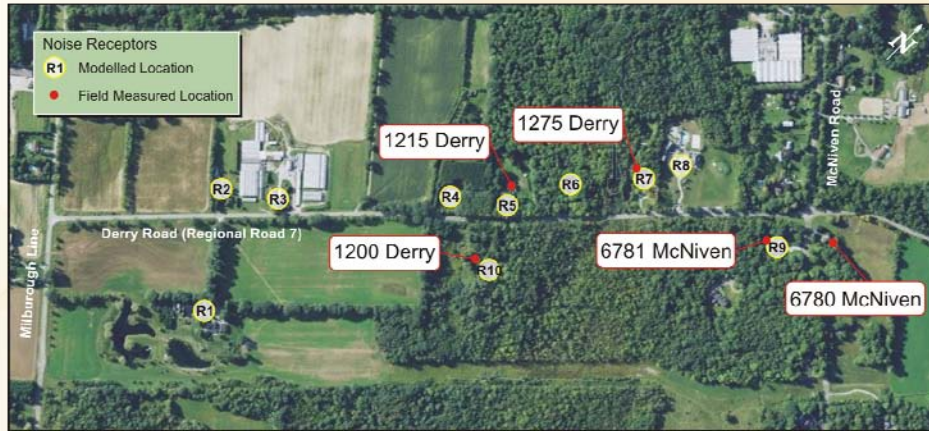 Noise Receptors
R1 Modelled Location
Field Measured Location
McNiven Road
1275 Derry
1215 Derry
R8
R7
R6
R2
R3
R4
R5
Derry Road (Regional Road 7)
1200 Derry
6781 McNiven
R9
R10
6780 McNiven
Milburough Line
R1